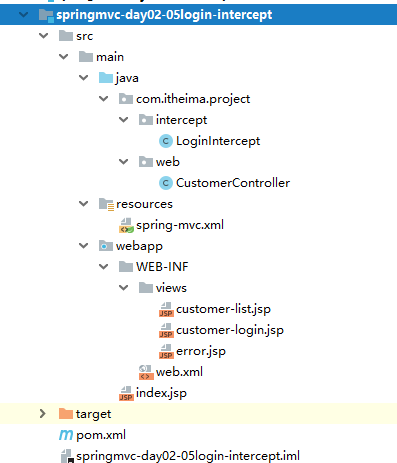 springmvc-day02-05login-intercept
src
main
java
com.itheima.project
intercept
LoginIntercept
web
CustomerController
resources
spring-mvc.xml
webapp
WEB-INF
views
customer-list.jsp
customer-login.jsp
error.jsp
web.xml
index.jsp
target
pom.xml
springmvc-day02-05login-intercept.iml